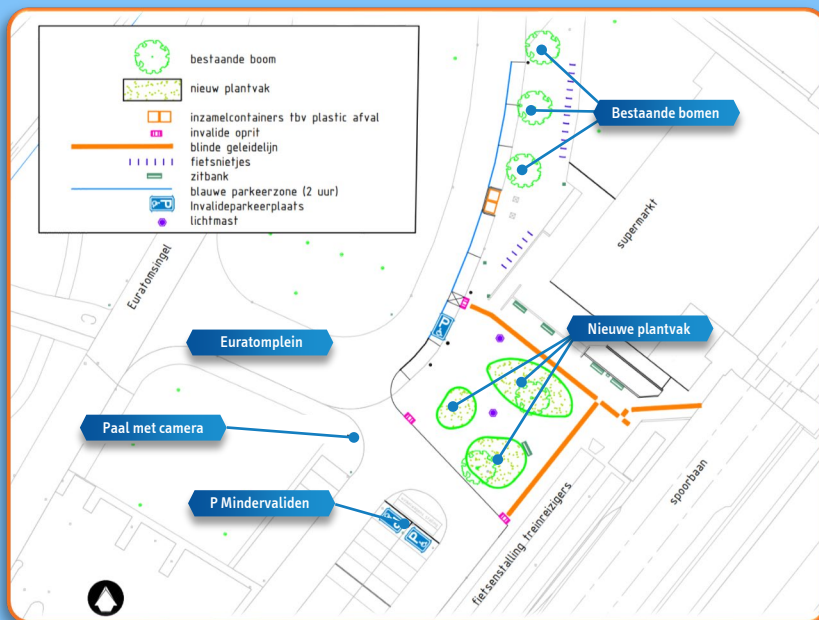 bestaande boom
nieuw plantvak
inzamelcontainers tbv plastic afval
invalide oprit
blinde geleidelijn
fietsnietjes
zitbank
blauwe parkeerzone (2 uur)
Invalideparkeerplaats
lichtmast
Bestaande bomen
supermarkt
Euratomsingel
Euratomplein
Nieuwe plantvak
Paal met camera
P Mindervaliden
spoorbaan
fietsenstalling treinreizigers